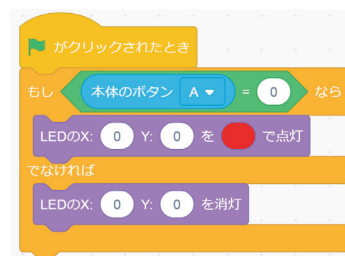 がクリックされたとき
もし 本体のボタン A = 0 なら
LEDのX: 0 Y: 0 を で点灯
でなければ
LEDのX: 0 Y: 0 を消灯